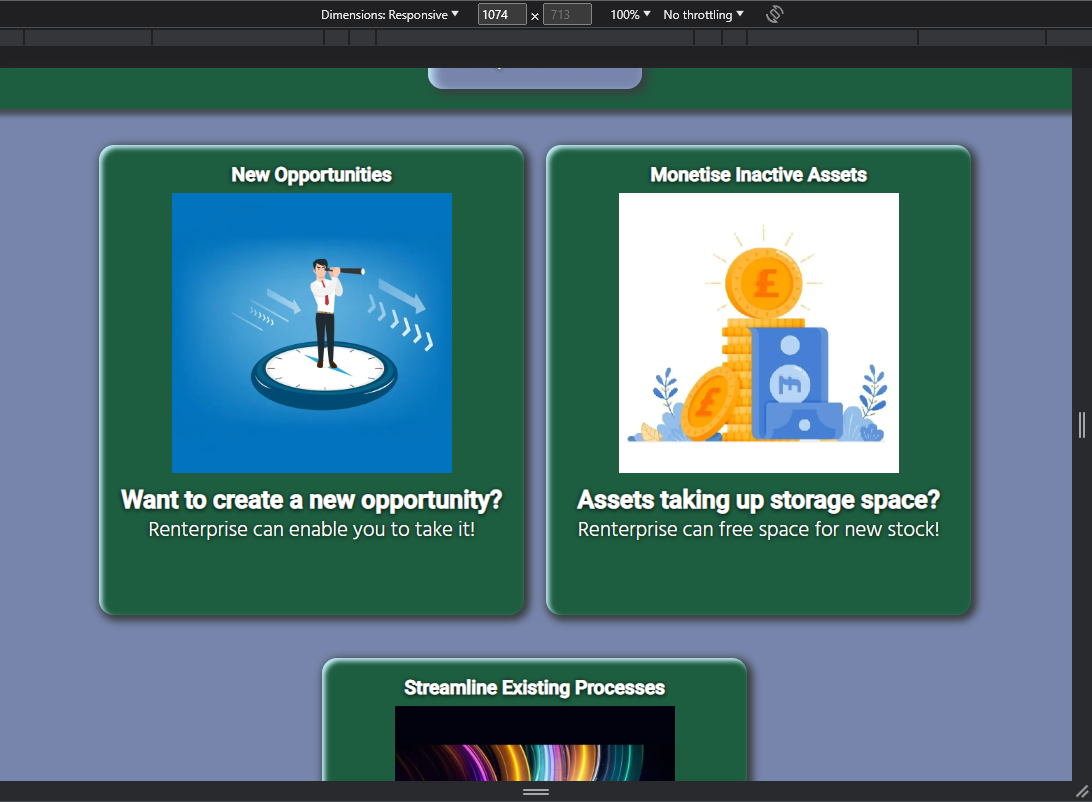 Dimensions: Responsive
1074 x 713
100%
No throttling
New Opportunities
Monetise Inactive Assets
£
£
Want to create a new opportunity?
Renterprise can enable you to take it!
Assets taking up storage space?
Renterprise can free space for new stock!
Streamline Existing Processes